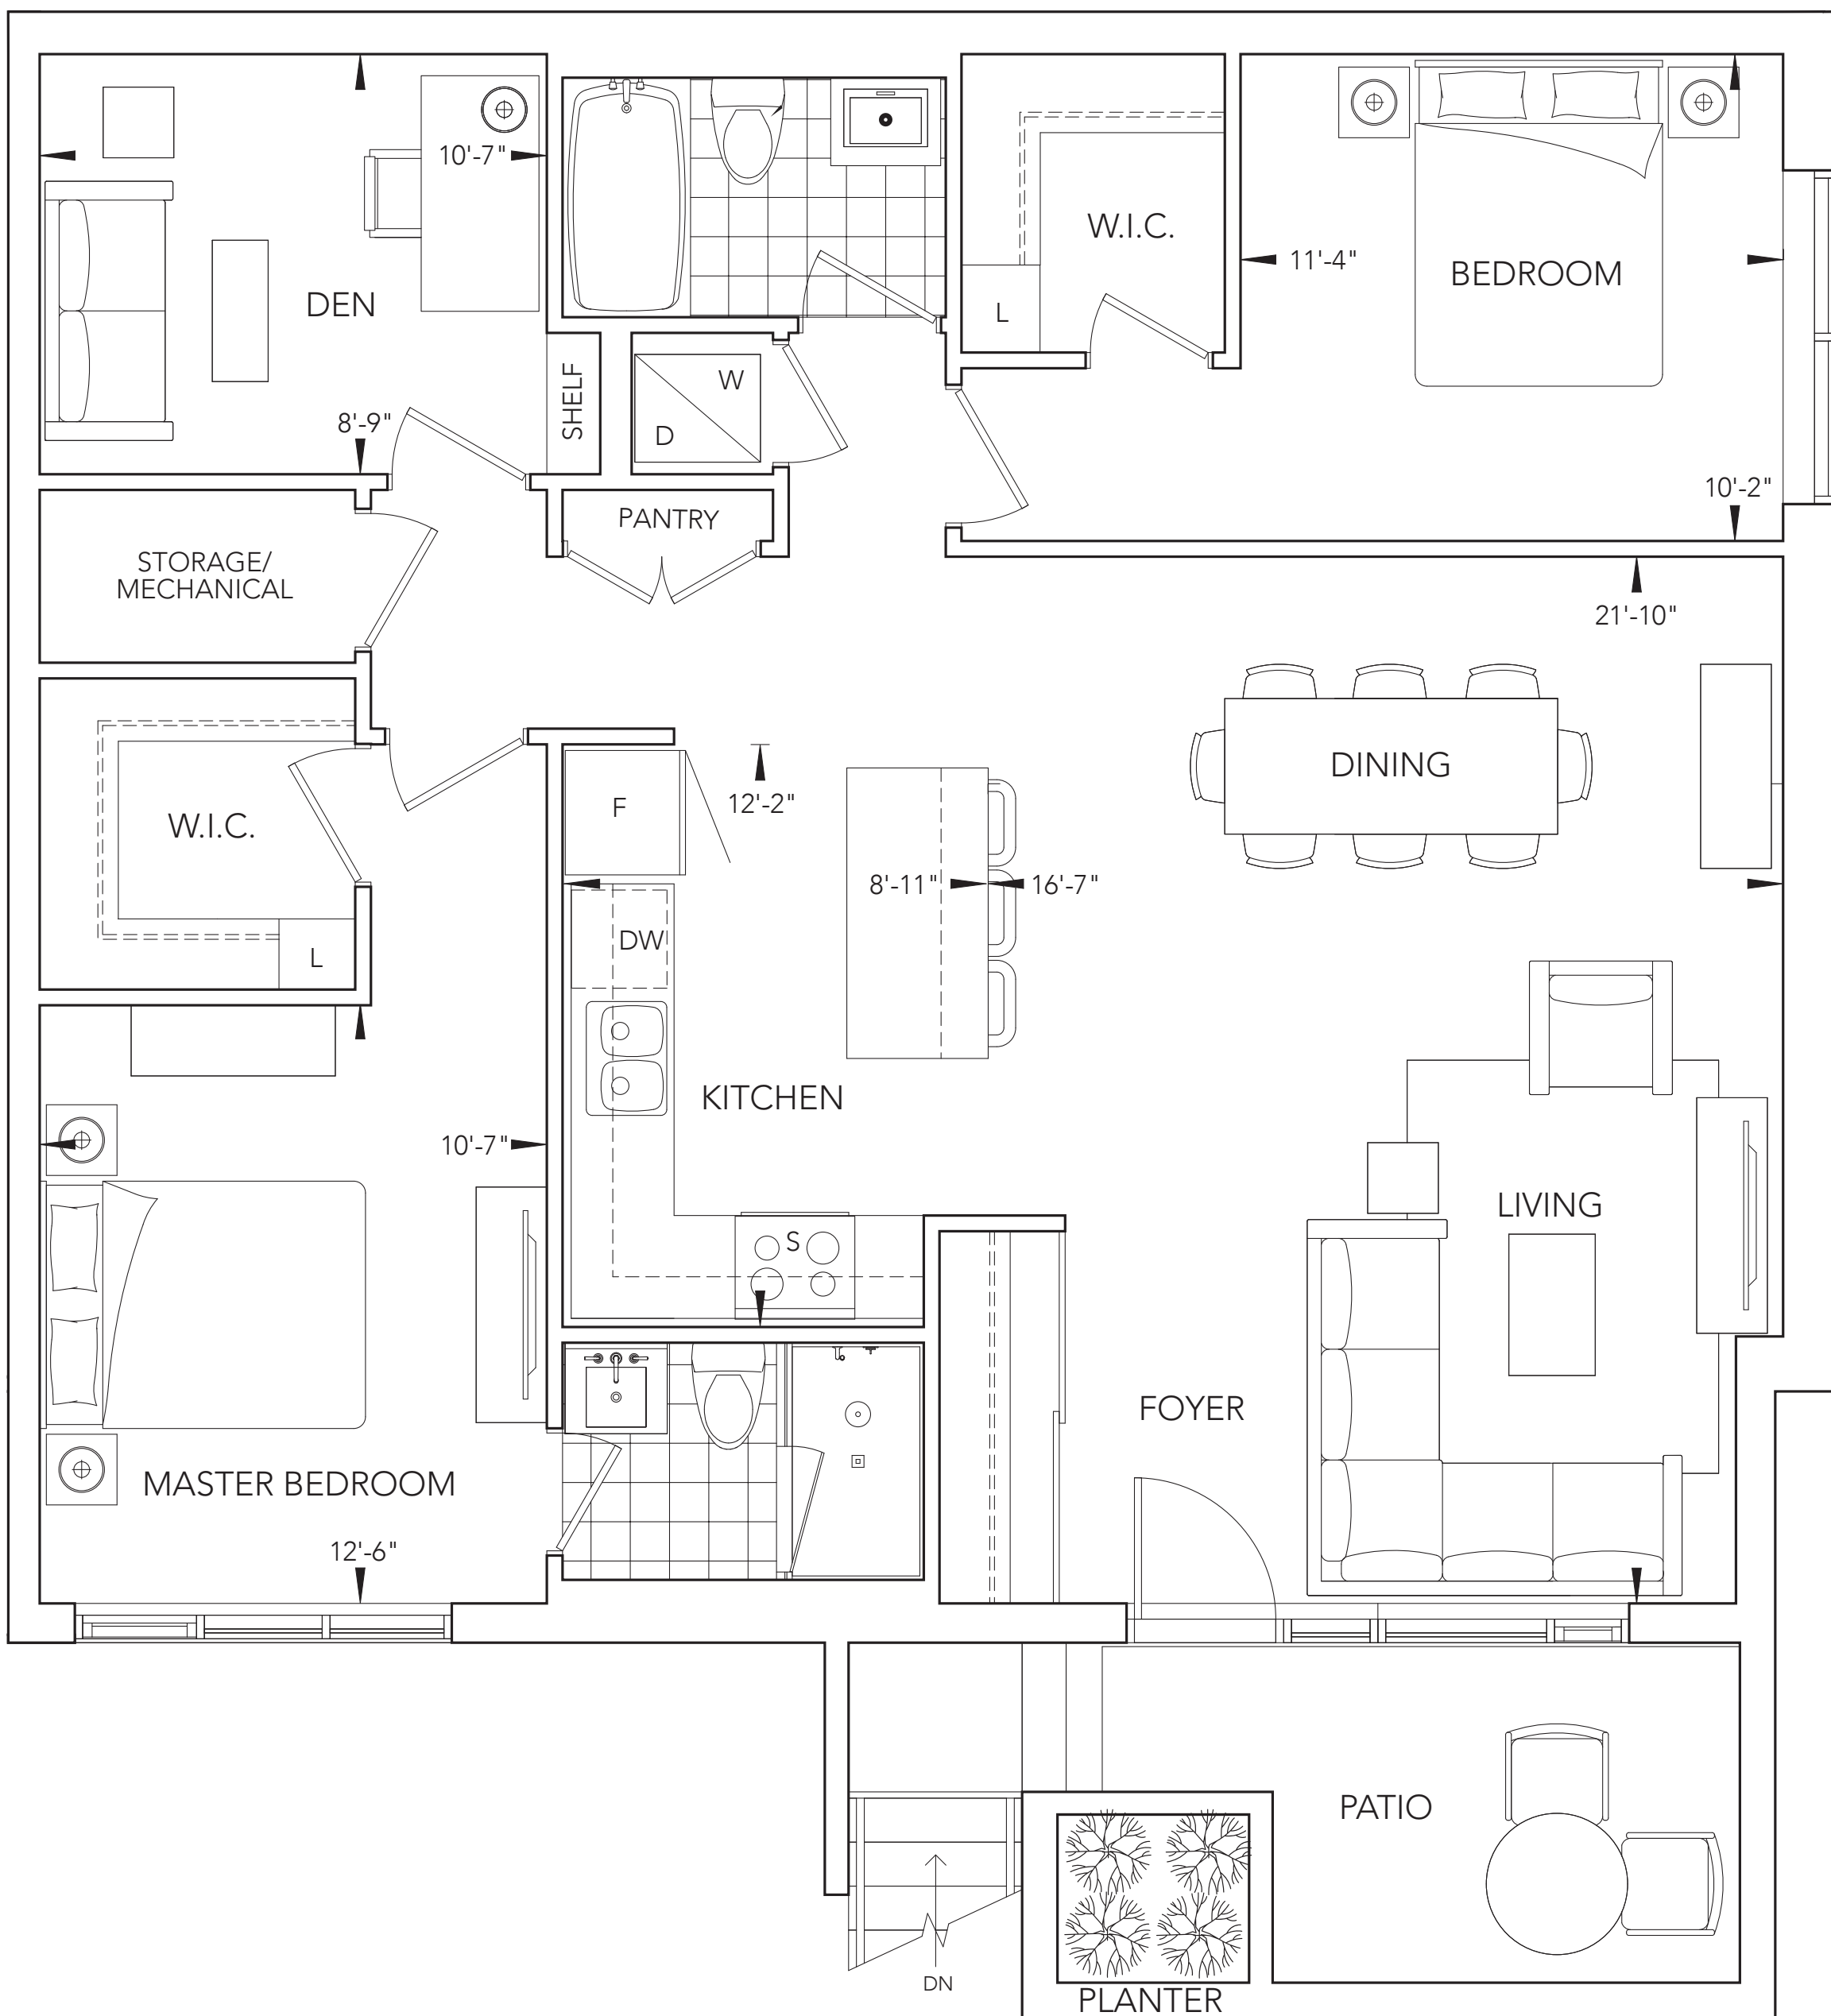 10'-7"
W.I.C.
11'-4"
BEDROOM
DEN
L
SHELF
W
D
8'-9"
10'-2"
PANTRY
STORAGE/
MECHANICAL
21'-10"
DINING
F
12'-2"
W.I.C.
8'-11"
16'-7"
DW
L
KITCHEN
10'-7"
LIVING
S
FOYER
MASTER BEDROOM
12'-6"
PATIO
DN
PLANTER